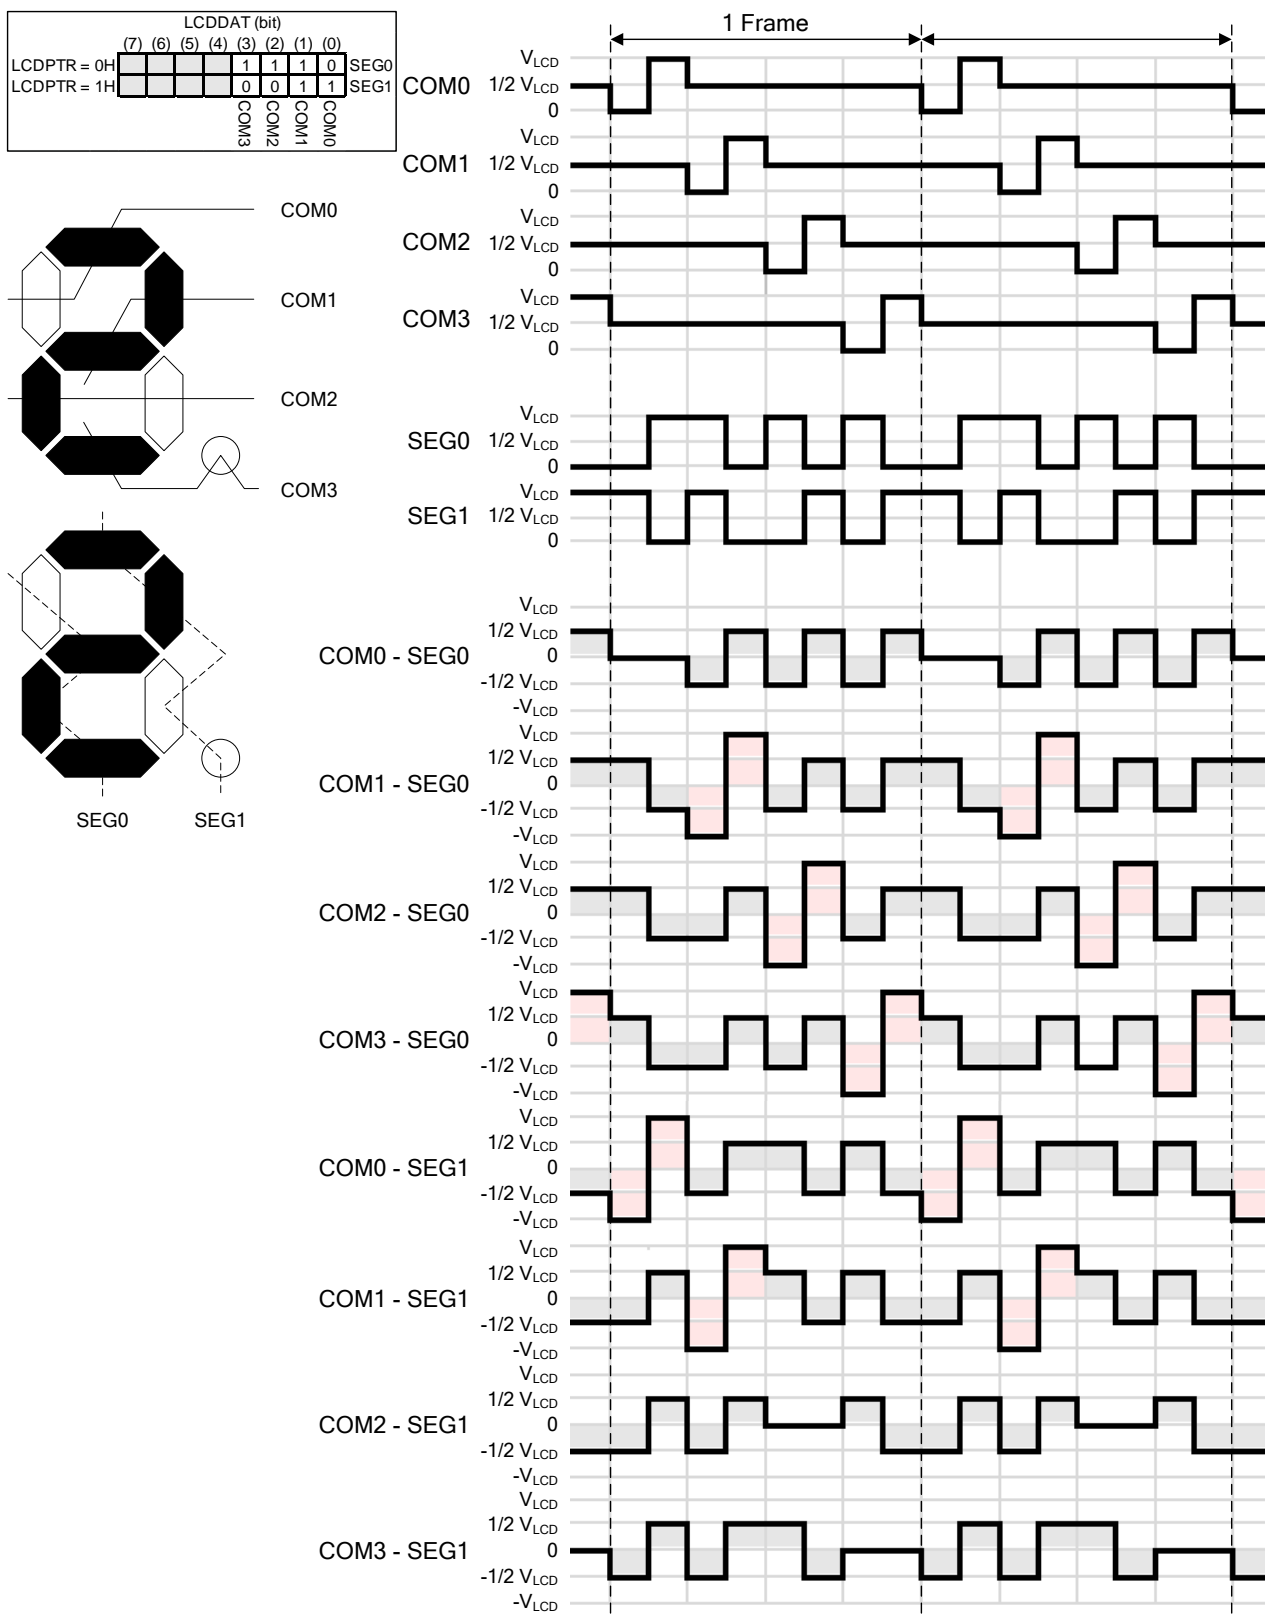 LCDDAT (bit)
(7) (6) (5) (4) (3) (2) (1) (0)
LCDPTR = 0H 1 1 1 0 SEG0
LCDPTR = 1H 0 0 1 1 SEG1
COM3 COM2 COM1 COM0
COM0
COM1
COM2
COM3
SEG0 SEG1
1 Frame
VLCD
COM0 1/2 VLCD
0
VLCD
COM1 1/2 VLCD
0
VLCD
COM2 1/2 VLCD
0
VLCD
COM3 1/2 VLCD
0
VLCD
SEG0 1/2 VLCD
0
VLCD
SEG1 1/2 VLCD
0
VLCD
1/2 VLCD
COM0 - SEG0 0
-1/2 VLCD
-VLCD
VLCD
1/2 VLCD
COM1 - SEG0 0
-1/2 VLCD
-VLCD
VLCD
1/2 VLCD
COM2 - SEG0 0
-1/2 VLCD
-VLCD
VLCD
1/2 VLCD
COM3 - SEG0 0
-1/2 VLCD
-VLCD
VLCD
1/2 VLCD
COM0 - SEG1 0
-1/2 VLCD
-VLCD
VLCD
1/2 VLCD
COM1 - SEG1 0
-1/2 VLCD
-VLCD
VLCD
1/2 VLCD
COM2 - SEG1 0
-1/2 VLCD
-VLCD
VLCD
1/2 VLCD
COM3 - SEG1 0
-1/2 VLCD
-VLCD